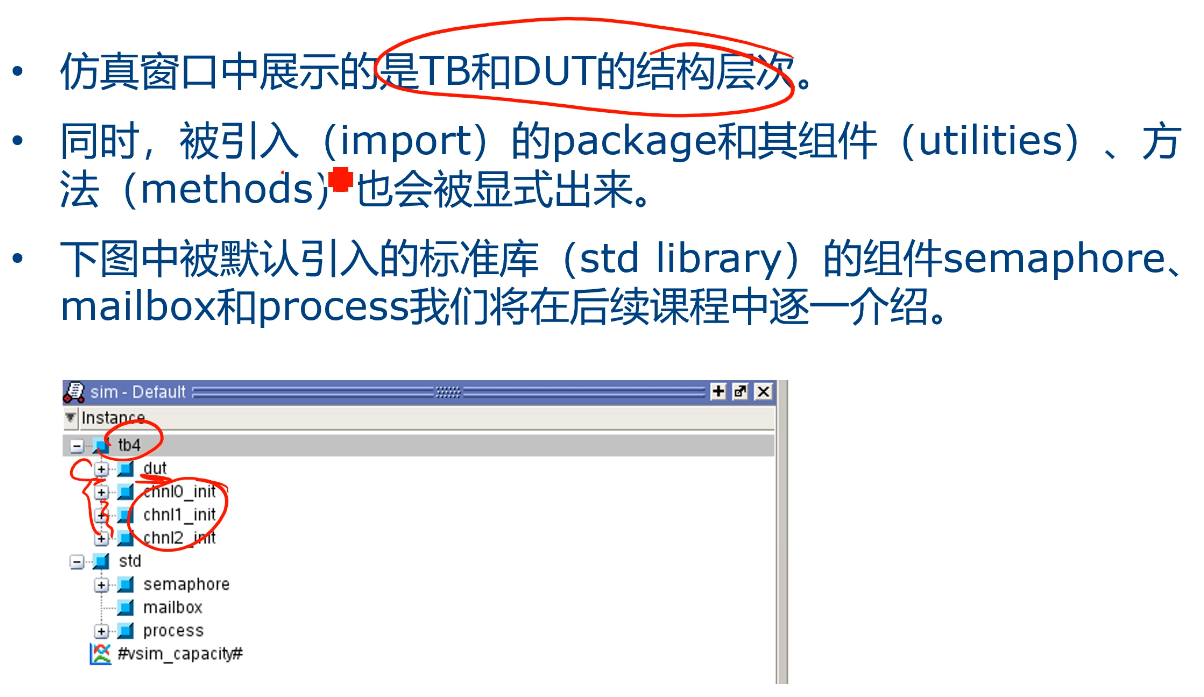 • 仿真窗口中展示的是TB和DUT的结构层次。
• 同时，被引入（import）的package和其组件（utilities）、方
法（methods）也会被显式出来。
• 下图中被默认引入的标准库（std library）的组件semaphore、
mailbox和process我们将在后续课程中逐一介绍。
sim - Default
Instance
tb4
dut
chnl0_init
chnl1_init
chnl2_init
std
semaphore
mailbox
process
#vsim_capacity#